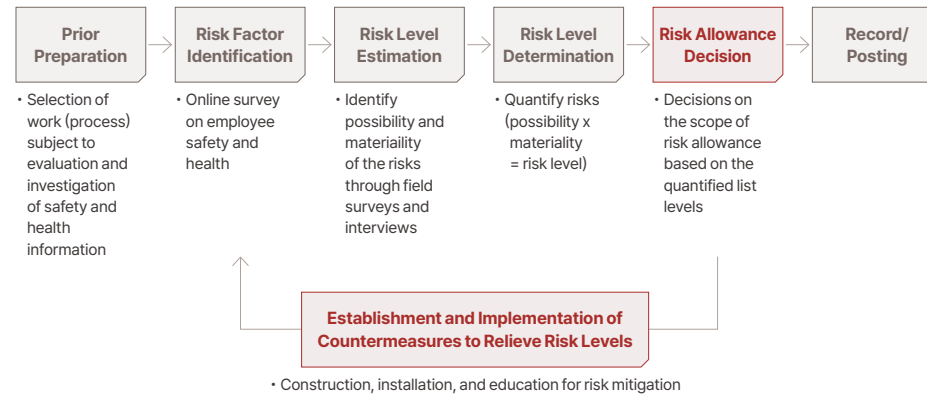 Prior
Preparation
Risk Factor
Identification
Risk Level
Estimation
Risk Level
Determination
Risk Allowance
Decision
Record/
Posting
・Selection of
work (process)
subject to
evaluation and
investigation
of safety and
health
information
・Online survey
on employee
safety and
health
・Identify
possibility and
materiaility
of the risks
through field
surveys and
interviews
・Quantify risks
(possibility x
materiality
= risk level)
・Decisions on
the scope of
risk allowance
based on the
quantified list
levels
Establishment and Implementation of
Countermeasures to Relieve Risk Levels
・Construction, installation, and education for risk mitigation